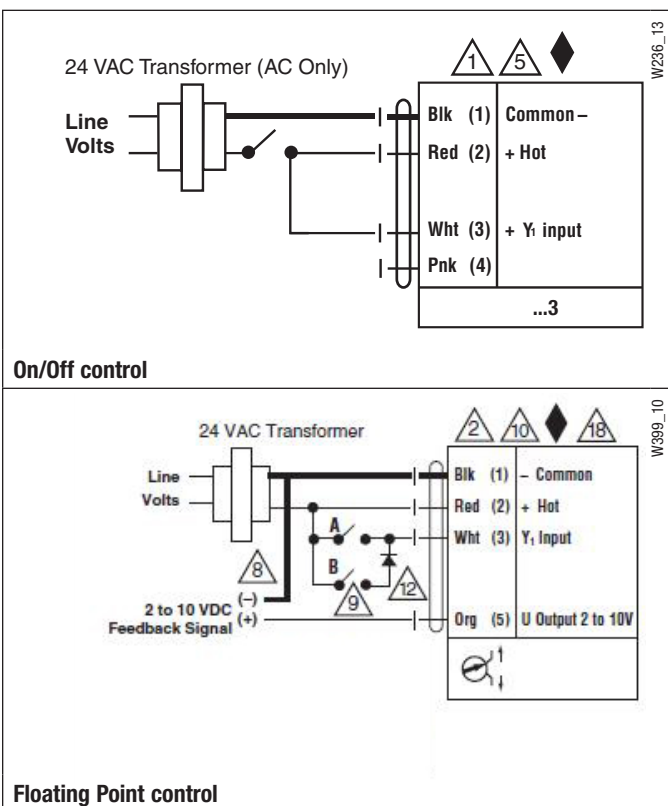 W236_13
24 VAC Transformer (AC Only)
1 5
Line
Volts
Blk (1) Common –
Red (2) + Hot
Wht (3) + Y1 input
Pnk (4)
...3
On/Off control
W399_10
24 VAC Transformer
2 10 18
Line
Volts
Blk (1) – Common
Red (2) + Hot
A
Wht (3) Y1 Input
B
8
9
12
2 to 10 VDC (–)
Feedback Signal (+)
Org (5) U Output 2 to 10V
Floating Point control